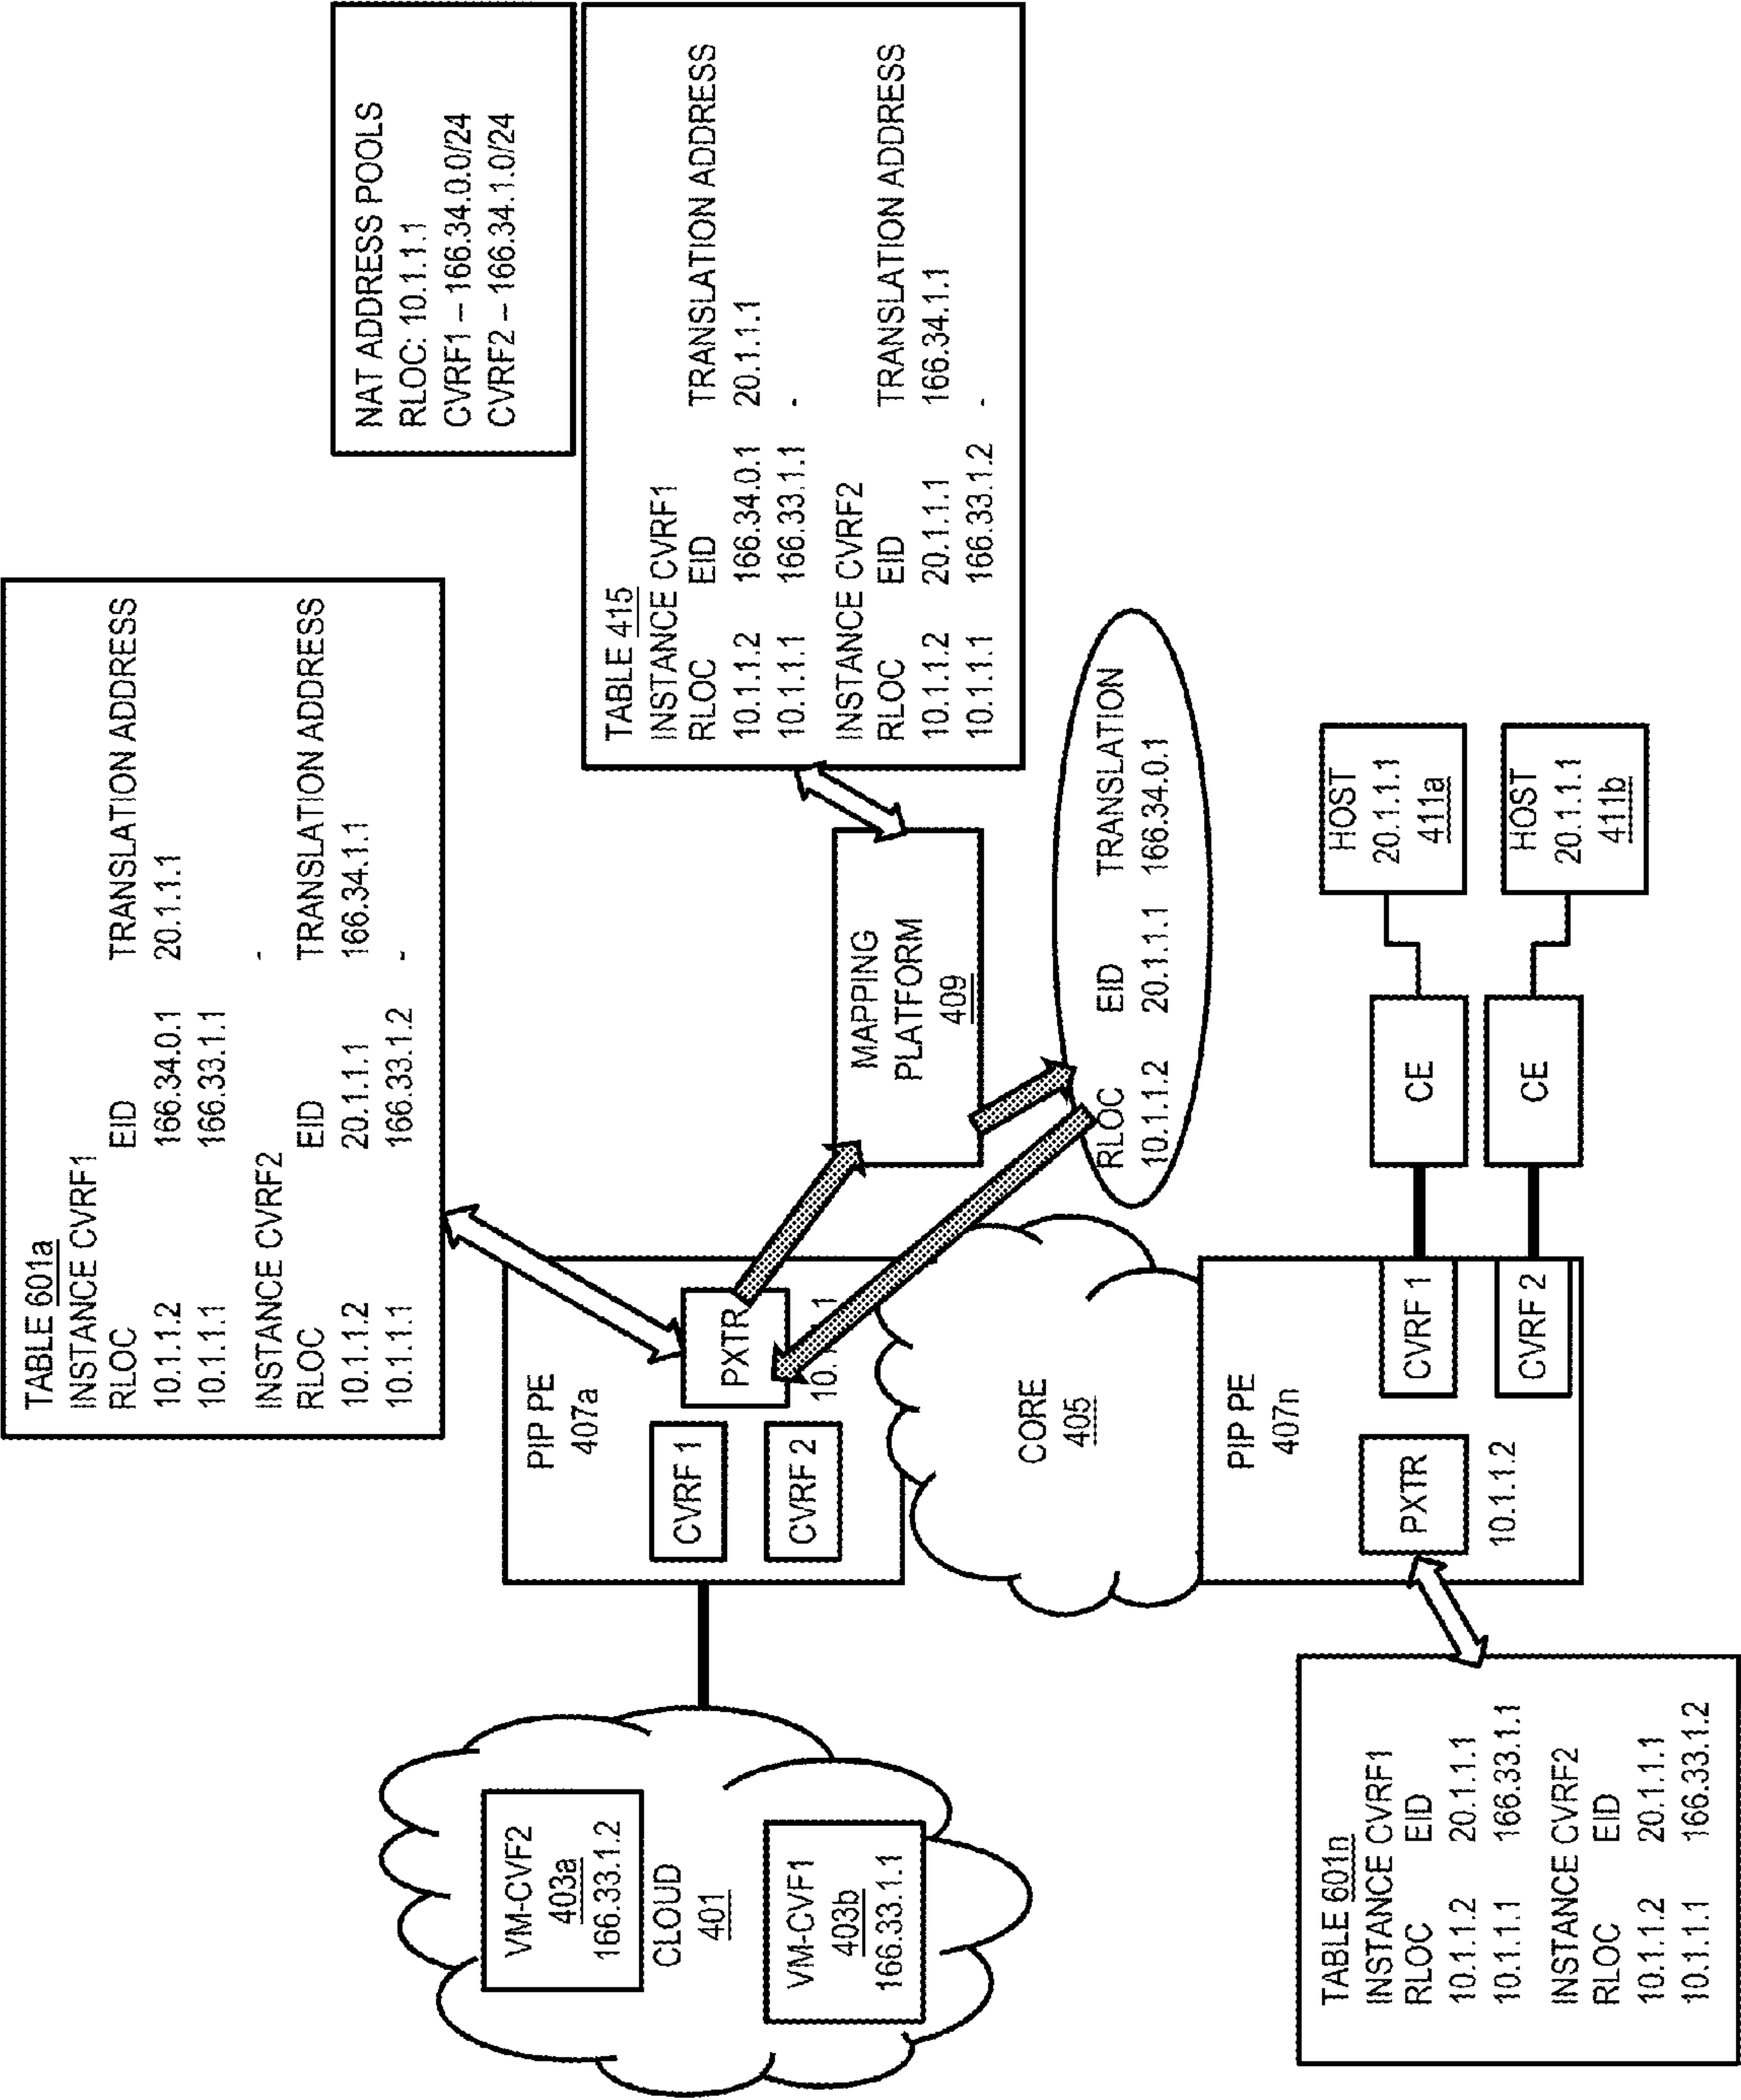 TABLE 601a
INSTANCE CVRF1
RLOC EID TRANSLATION ADDRESS
10.1.1.2 166.34.0.1 20.1.1.1
10.1.1.1 166.33.1.1 -
INSTANCE CVRF2
RLOC EID TRANSLATION ADDRESS
10.1.1.2 20.1.1.1 166.34.1.1
10.1.1.1 166.33.1.2 -
NAT ADDRESS POOLS
RLOC: 10.1.1.1
CVRF1 – 166.34.0.0/24
CVRF2 – 166.34.1.0/24
TABLE 415
INSTANCE CVRF1
RLOC EID TRANSLATION ADDRESS
10.1.1.2 166.34.0.1 20.1.1.1
10.1.1.1 166.33.1.1 -
INSTANCE CVRF2
RLOC EID TRANSLATION ADDRESS
10.1.1.2 20.1.1.1 166.34.1.1
10.1.1.1 166.33.1.2 -
VM-CVF2
403a
166.33.1.2
CLOUD
401
VM-CVF1
403b
166.33.1.1
PIP PE
407a
CVRF 1
CVRF 2
PXTR
MAPPING
PLATFORM
409
RLOC EID TRANSLATION
10.1.1.2 20.1.1.1 166.34.0.1
CORE
405
PIP PE
407n
PXTR
10.1.1.2
CVRF 1
CVRF 2
CE
CE
HOST
20.1.1.1
411a
HOST
20.1.1.1
411b
TABLE 601n
INSTANCE CVRF1
RLOC EID
10.1.1.2 20.1.1.1
10.1.1.1 166.33.1.1
INSTANCE CVRF2
RLOC EID
10.1.1.2 20.1.1.1
10.1.1.1 166.33.1.2